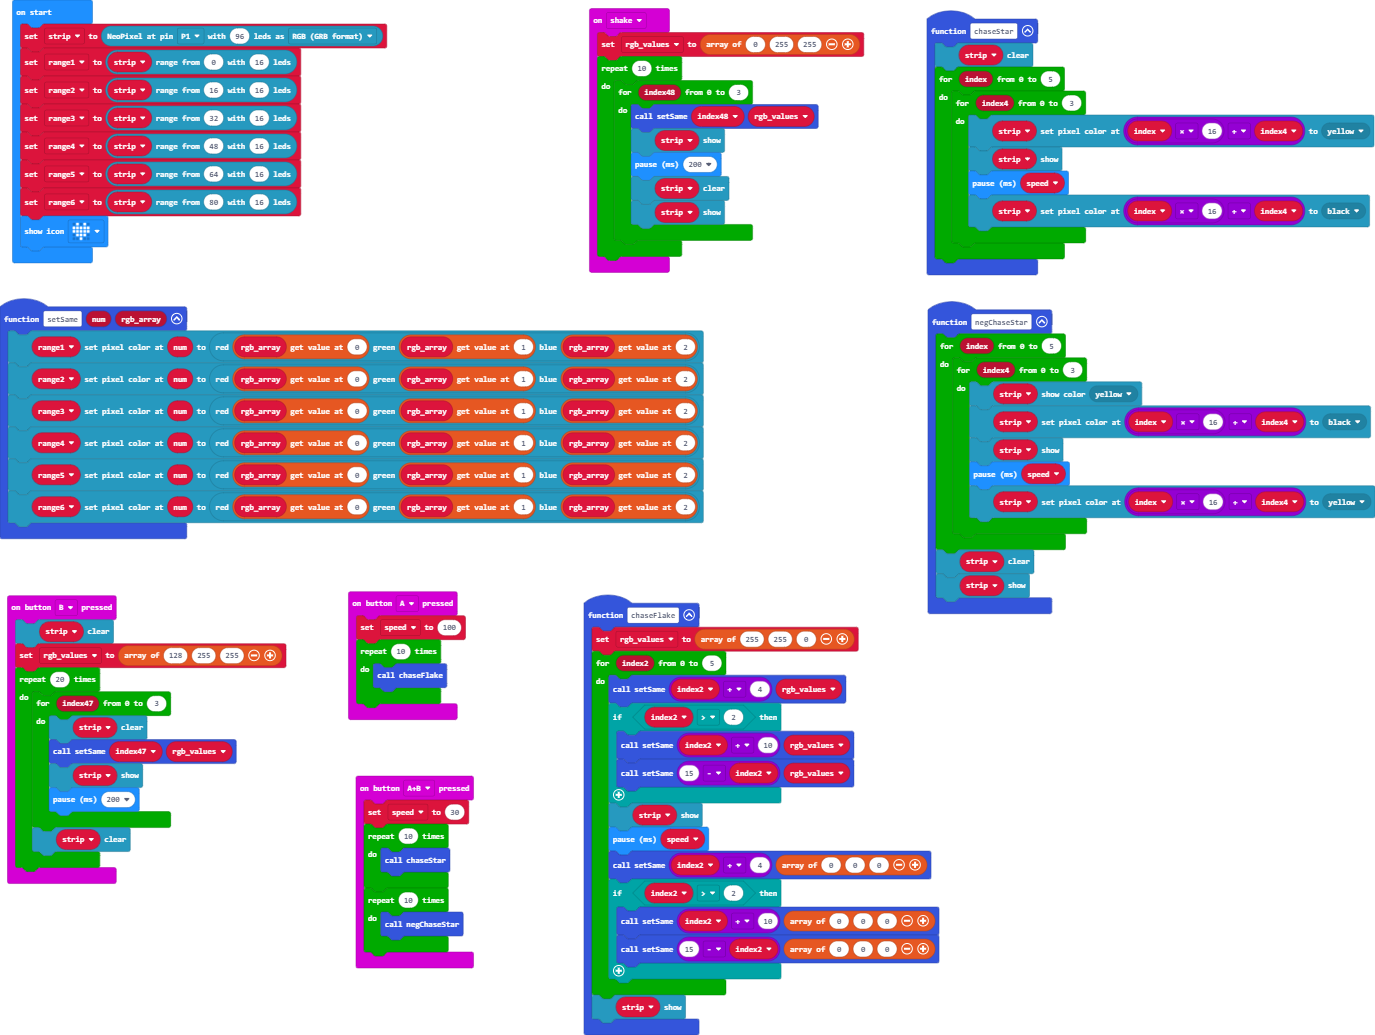 on start
set strip to NeoPixel at pin P1 with 96 leds as RGB (GRB format)
set range1 to strip range from 0 with 16 leds
set range2 to strip range from 16 with 16 leds
set range3 to strip range from 32 with 16 leds
set range4 to strip range from 48 with 16 leds
set range5 to strip range from 64 with 16 leds
set range6 to strip range from 80 with 16 leds
show icon
on shake
set rgb_values to array of 0 255 255
repeat 10 times
do
for index48 from 0 to 3
do
call setSame index48 rgb_values
strip show
pause (ms) 200
strip clear
strip show
function chaseStar
strip clear
for index from 0 to 5
do
for index4 from 0 to 3
do
strip set pixel color at index × 16 + index4 to yellow
strip show
pause (ms) speed
strip set pixel color at index × 16 + index4 to black
function setSame num rgb_array
range1 set pixel color at num to red rgb_array get value at 0 green rgb_array get value at 1 blue rgb_array get value at 2
range2 set pixel color at num to red rgb_array get value at 0 green rgb_array get value at 1 blue rgb_array get value at 2
range3 set pixel color at num to red rgb_array get value at 0 green rgb_array get value at 1 blue rgb_array get value at 2
range4 set pixel color at num to red rgb_array get value at 0 green rgb_array get value at 1 blue rgb_array get value at 2
range5 set pixel color at num to red rgb_array get value at 0 green rgb_array get value at 1 blue rgb_array get value at 2
range6 set pixel color at num to red rgb_array get value at 0 green rgb_array get value at 1 blue rgb_array get value at 2
function negChaseStar
for index from 0 to 5
do
for index4 from 0 to 3
do
strip show color yellow
strip set pixel color at index × 16 + index4 to black
strip show
pause (ms) speed
strip set pixel color at index × 16 + index4 to yellow
strip clear
strip show
on button B pressed
strip clear
set rgb_values to array of 128 255 255
repeat 20 times
do
for index47 from 0 to 3
do
strip clear
call setSame index47 rgb_values
strip show
pause (ms) 200
strip clear
on button A pressed
set speed to 100
repeat 10 times
do
call chaseFlake
on button A+B pressed
set speed to 30
repeat 10 times
do
call chaseStar
repeat 10 times
do
call negChaseStar
function chaseFlake
set rgb_values to array of 255 255 0
for index2 from 0 to 5
do
call setSame index2 + 4 rgb_values
if index2 > 2 then
call setSame index2 + 10 rgb_values
call setSame 15 - index2 rgb_values
strip show
pause (ms) speed
call setSame index2 + 4 array of 0 0 0
if index2 > 2 then
call setSame index2 + 10 array of 0 0 0
call setSame 15 - index2 array of 0 0 0
strip show